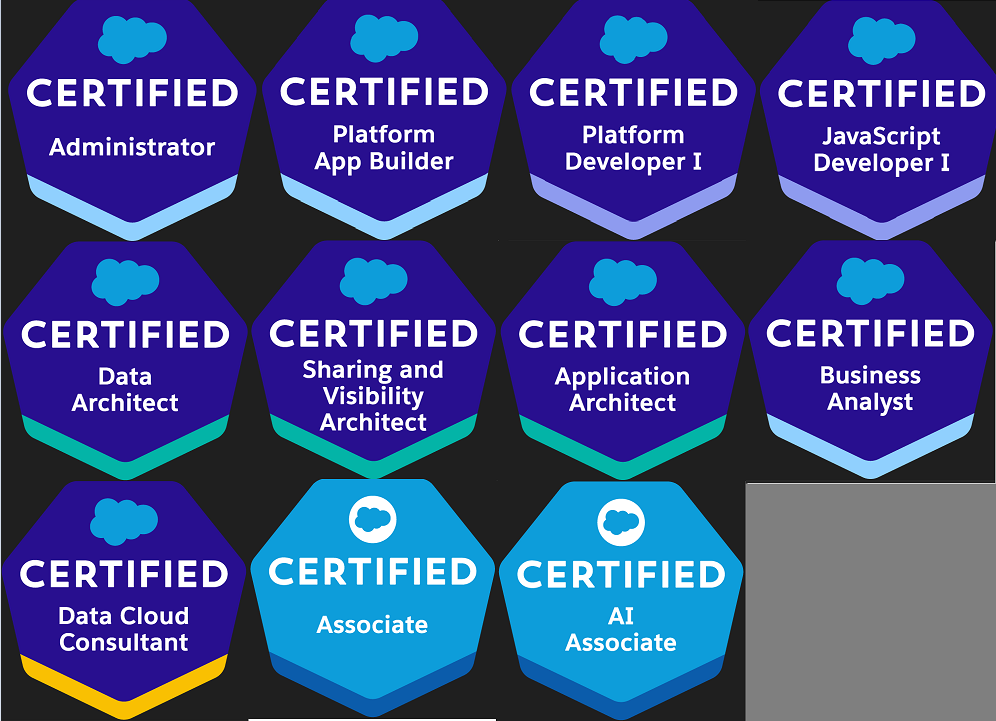 CERTIFIED
Administrator
CERTIFIED
Platform
App Builder
CERTIFIED
Platform
Developer I
CERTIFIED
JavaScript
Developer I
CERTIFIED
Data
Architect
CERTIFIED
Sharing and
Visibility
Architect
CERTIFIED
Application
Architect
CERTIFIED
Business
Analyst
CERTIFIED
Data Cloud
Consultant
CERTIFIED
Associate
CERTIFIED
AI
Associate